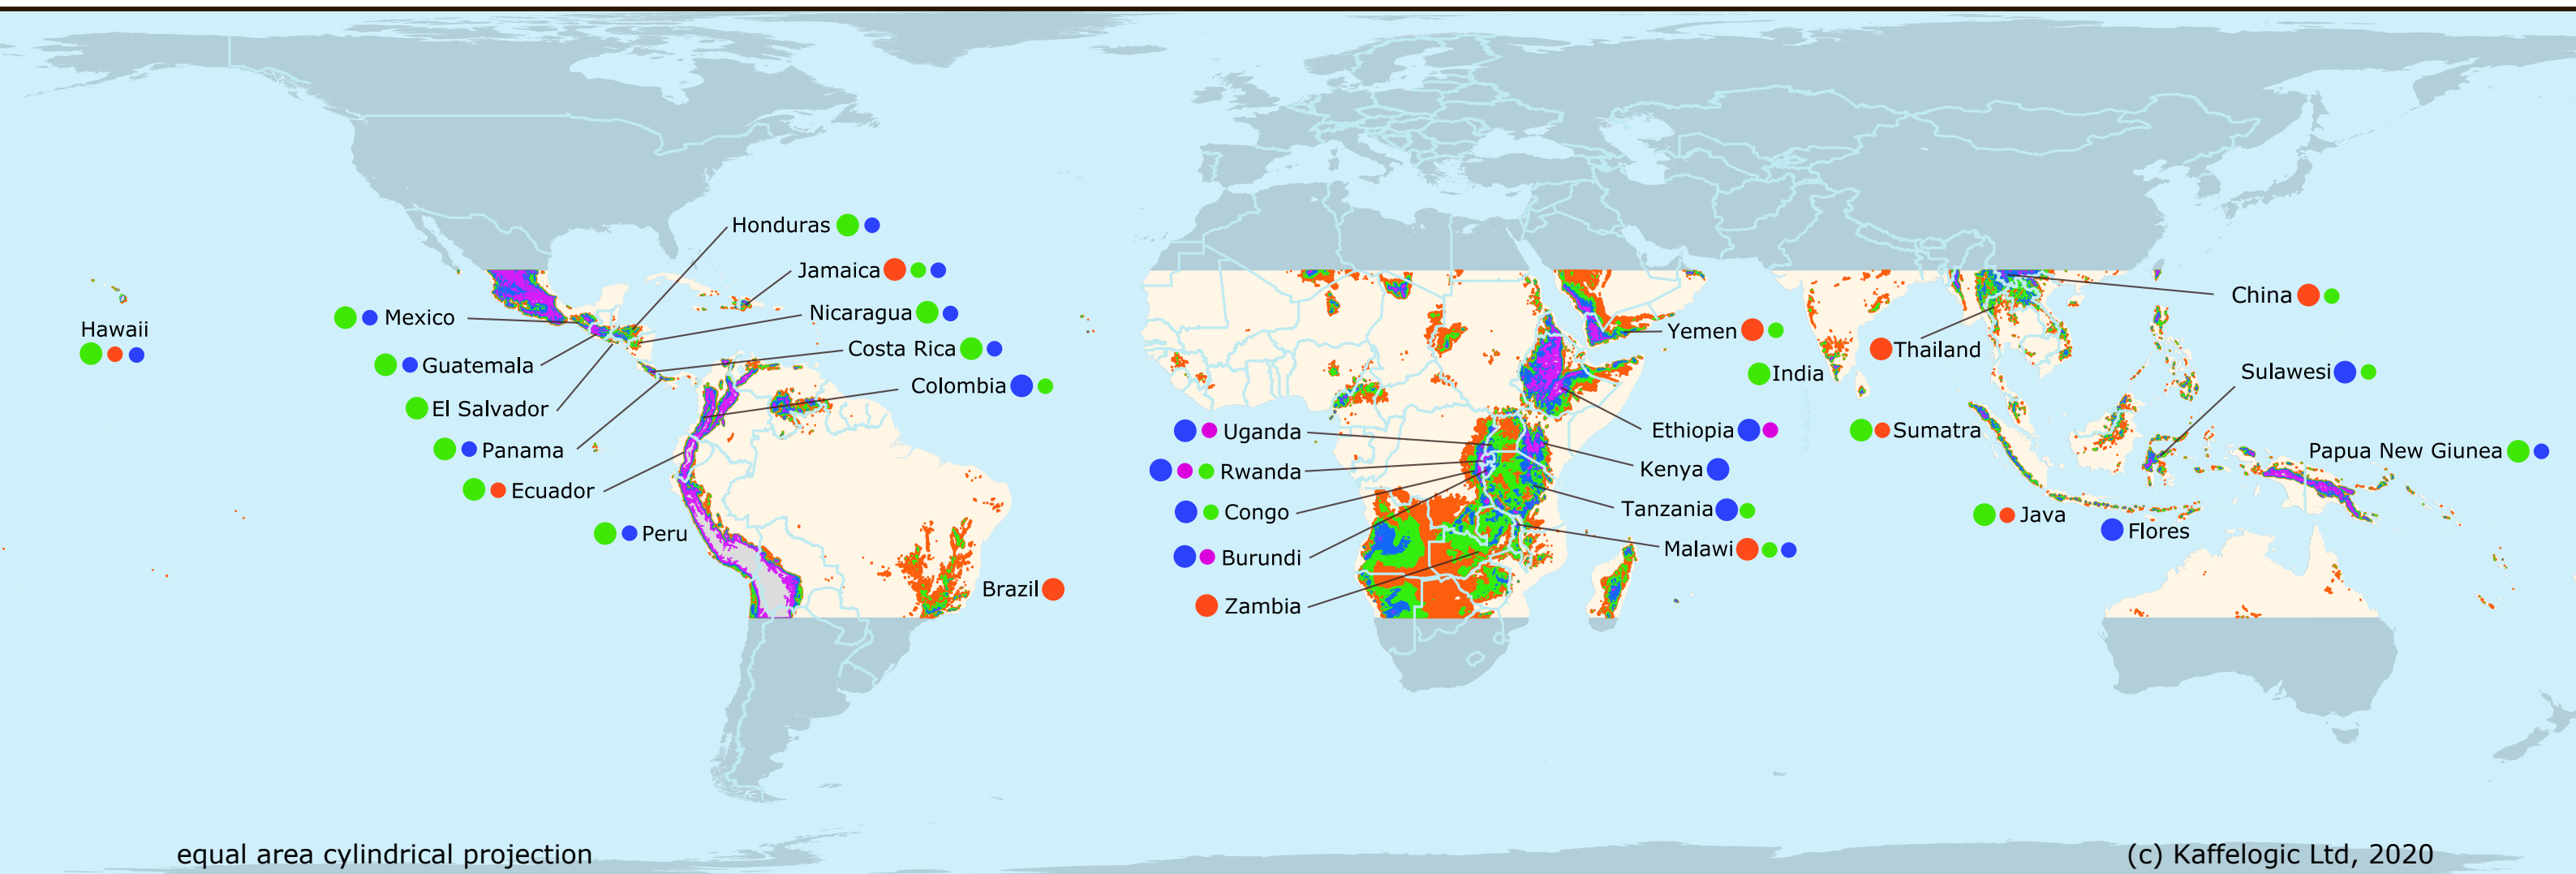 Honduras
Jamaica
Mexico
Nicaragua
Hawaii
Costa Rica
Guatemala
Colombia
El Salvador
Panama
Ecuador
Peru
Brazil
Uganda
Rwanda
Congo
Burundi
Zambia
Yemen
India
Ethiopia
Kenya
Tanzania
Malawi
China
Thailand
Sulawesi
Sumatra
Papua New Giunea
Java
Flores
equal area cylindrical projection
(c) Kaffelogic Ltd, 2020